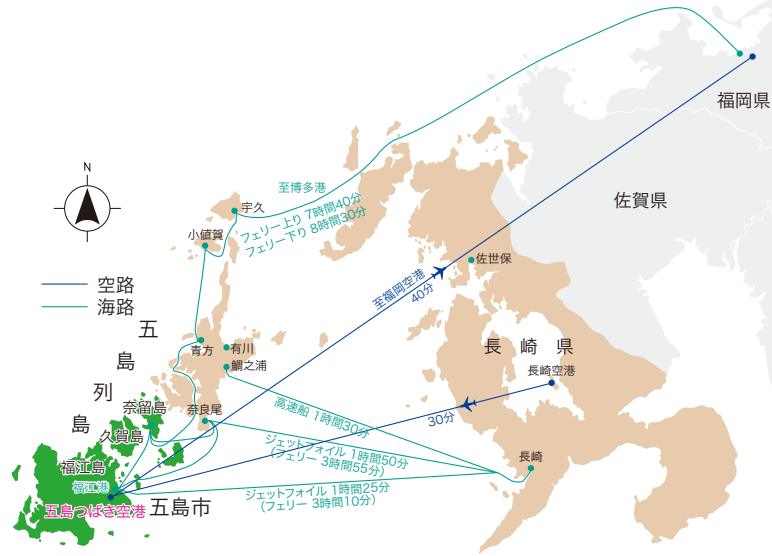 福岡県
佐賀県
至博多港
宇久
フェリー上り 7時間40分
フェリー下り 8時間30分
小値賀
N
空路
海路
佐世保
至福岡空港
40分
五島列島
青方
有川
鯛之浦
長崎県
長崎空港
30分
奈留島
奈良尾
久賀島
高速船 1時間30分
ジェットフォイル 1時間50分
（フェリー 3時間55分）
長崎
福江島
福江港
ジェットフォイル 1時間25分
（フェリー 3時間10分）
五島つばき空港
五島市